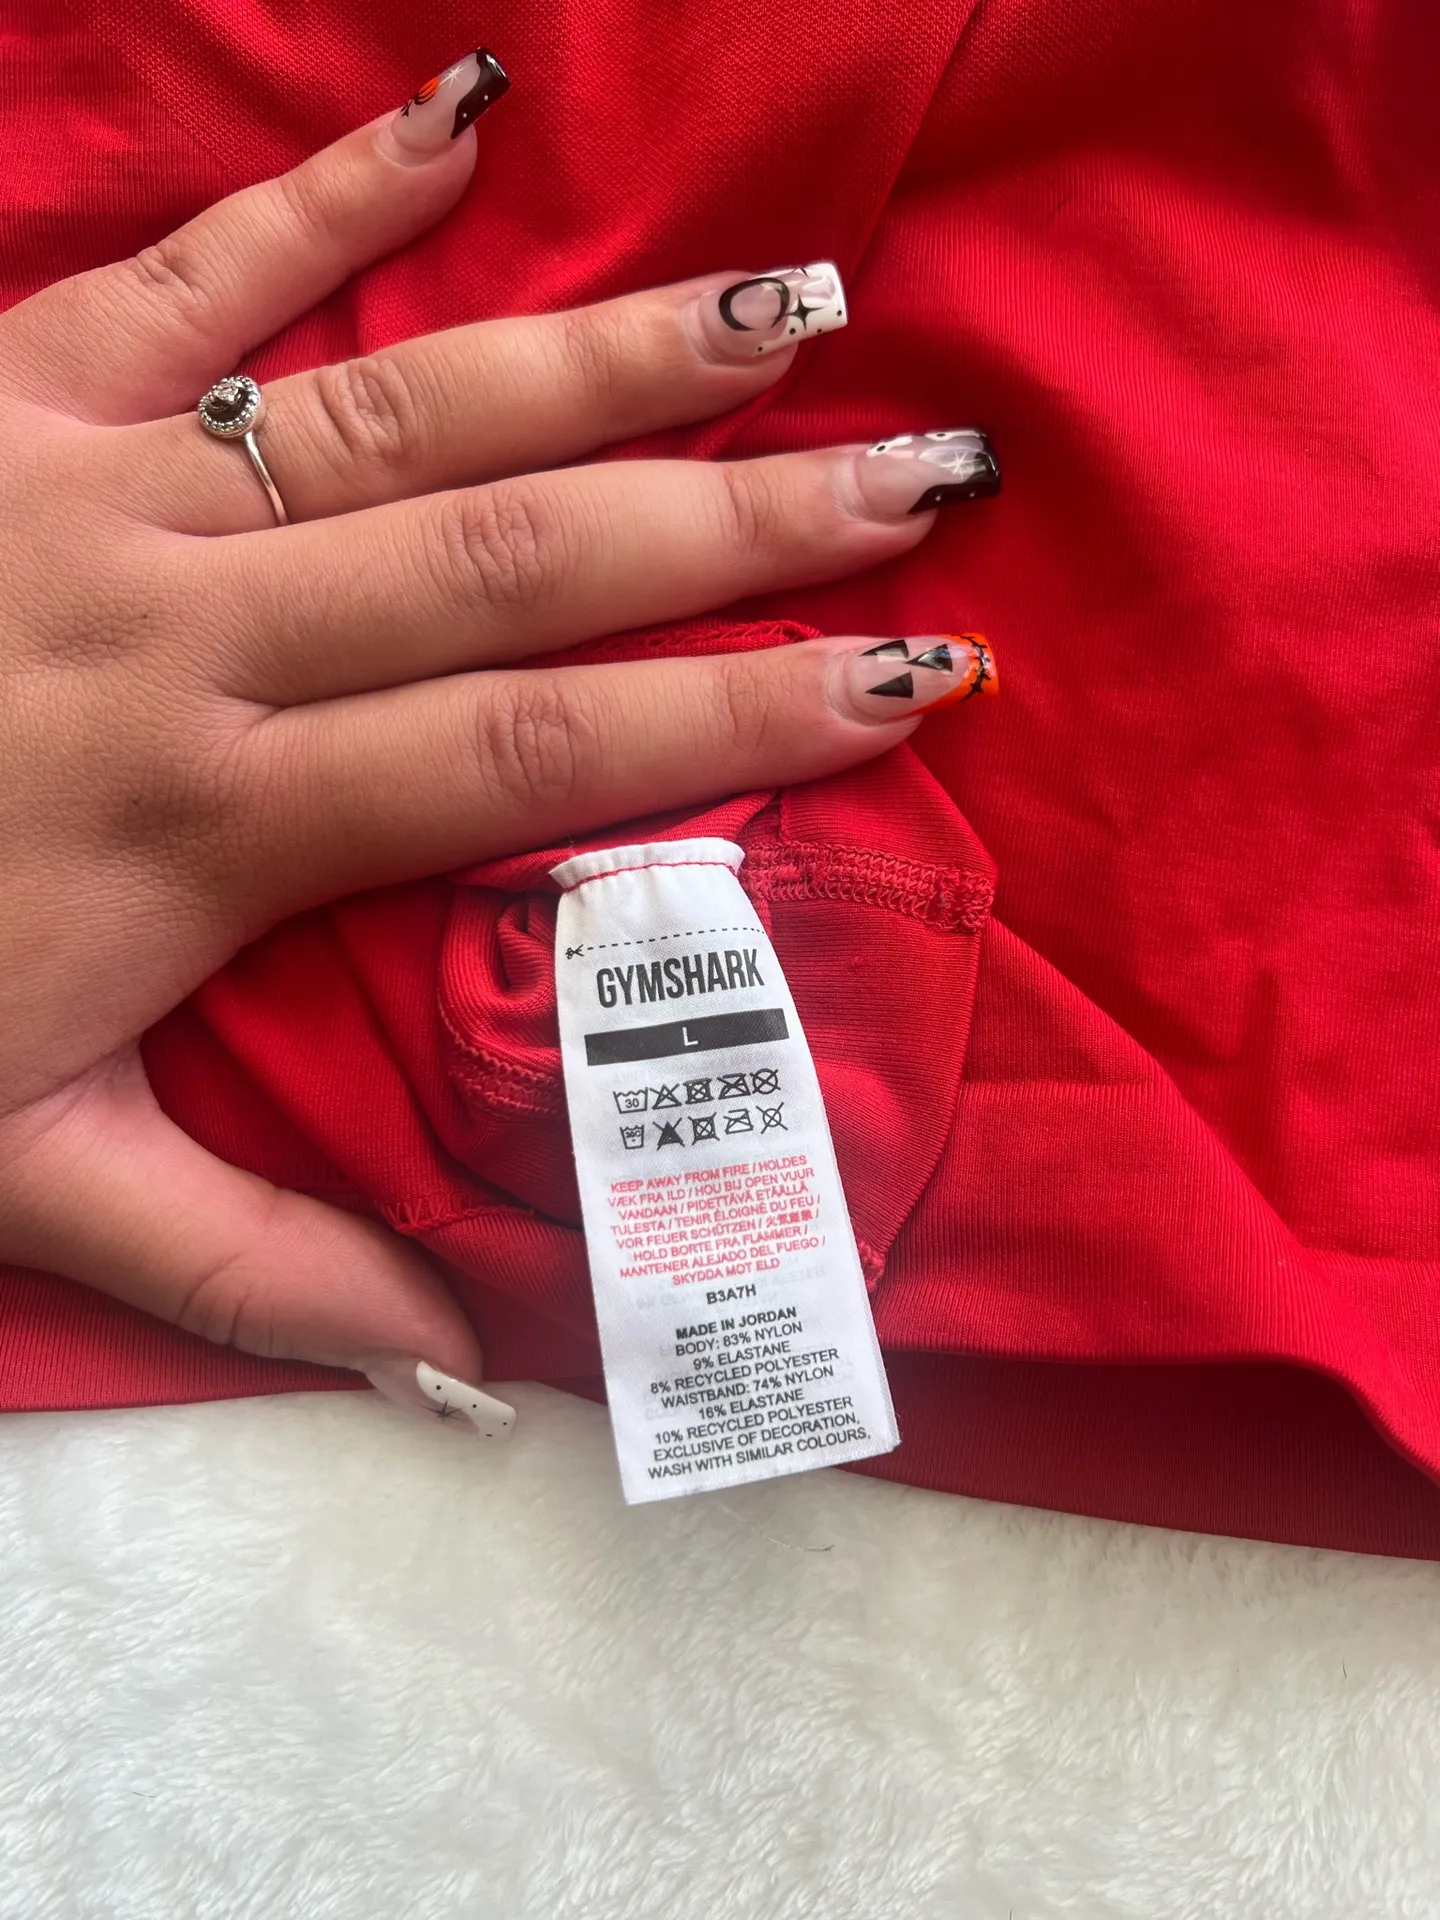 GYMSHARK
L
30
30C
KEEP AWAY FROM FIRE / HOLDES
VÆK FRA ILD / HOU BIJ OPEN VUUR
VANDAAN / PIDETTÄVÄ ETÄÄLLÄ
TULESTA / TENIR ÉLOIGNÉ DU FEU /
VOR FEUER SCHÜTZEN / 火気厳禁 /
HOLD BORTE FRA FLAMMER /
MANTENER ALEJADO DEL FUEGO /
SKYDDA MOT ELD
B3A7H
MADE IN JORDAN
BODY: 83% NYLON
9% ELASTANE
8% RECYCLED POLYESTER
WAISTBAND: 74% NYLON
16% ELASTANE
10% RECYCLED POLYESTER
EXCLUSIVE OF DECORATION,
WASH WITH SIMILAR COLOURS,